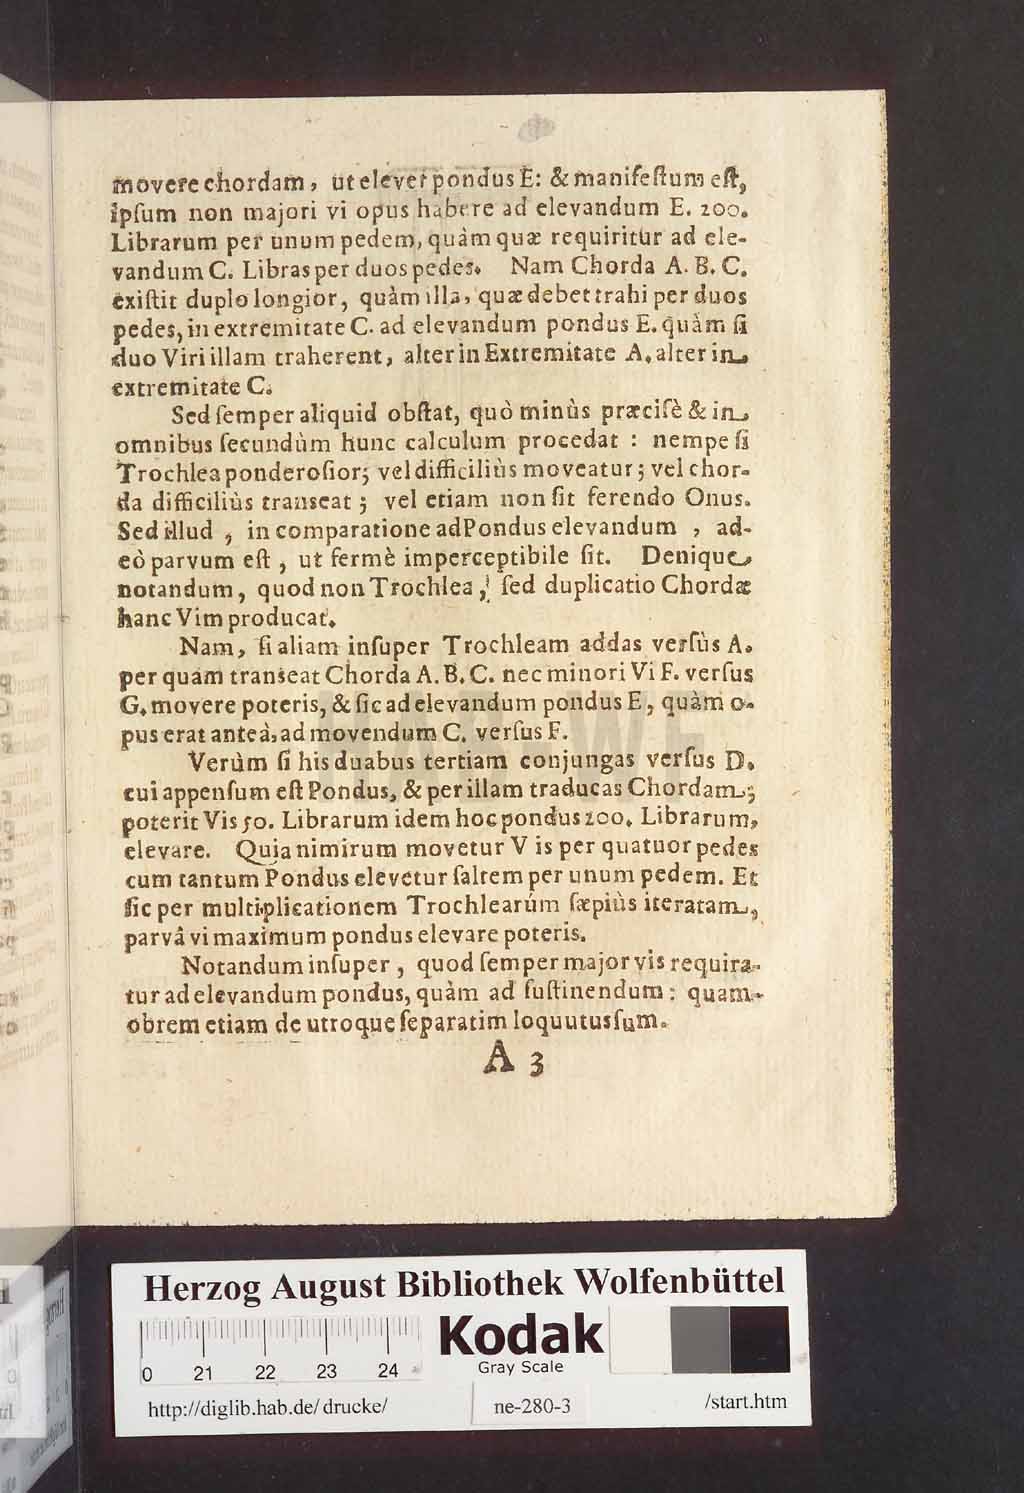 movere chordam, ut elevet pondus E: & manifeſtum eſt,
ipſum non majori vi opus habere ad elevandum E. 200.
Librarum per unum pedem, quàm quæ requiritur ad ele-
vandum C. Libras per duos pedes. Nam Chorda A. B. C.
exiſtit duplo longior, quàm illa, quæ debet trahi per duos
pedes, in extremitate C. ad elevandum pondus E. quàm ſi
duo Viri illam traherent, alter in Extremitate A. alter in
extremitate C.
Sed ſemper aliquid obſtat, quò minùs præciſè & in
omnibus ſecundùm hunc calculum procedat : nempe ſi
Trochlea ponderoſior; vel difficiliùs moveatur; vel chor-
da difficiliùs transeat ; vel etiam non ſit ferendo Onus.
Sed illud , in comparatione ad Pondus elevandum , ad-
eò parvum eſt , ut fermè imperceptibile ſit. Denique
notandum, quod non Trochlea , ſed duplicatio Chordæ
hanc Vim producat.
Nam, ſi aliam inſuper Trochleam addas verſùs A.
per quam transeat Chorda A. B. C. nec minori Vi F. verſus
G. movere poteris, & ſic ad elevandum pondus E, quàm o-
pus erat anteà, ad movendum C. verſus F.
Verùm ſi his duabus tertiam conjungas verſus D.
cui appenſum eſt Pondus, & per illam traducas Chordam;
poterit Vis 50. Librarum idem hoc pondus 200. Librarum,
elevare. Quia nimirum movetur V is per quatuor pedes
cum tantum Pondus elevetur ſaltem per unum pedem. Et
ſic per multiplicationem Trochlearúm ſæpiùs iteratam,
parvâ vi maximum pondus elevare poteris.
Notandum inſuper , quod ſemper major vis requira-
tur ad elevandum pondus, quàm ad ſuſtinendum : quam-
obrem etiam de utroque ſeparatim loquutus ſum.
A 3
Herzog August Bibliothek Wolfenbüttel
Kodak
Gray Scale
0 21 22 23 24
http://diglib.hab.de/drucke/ ne-280-3 /start.htm